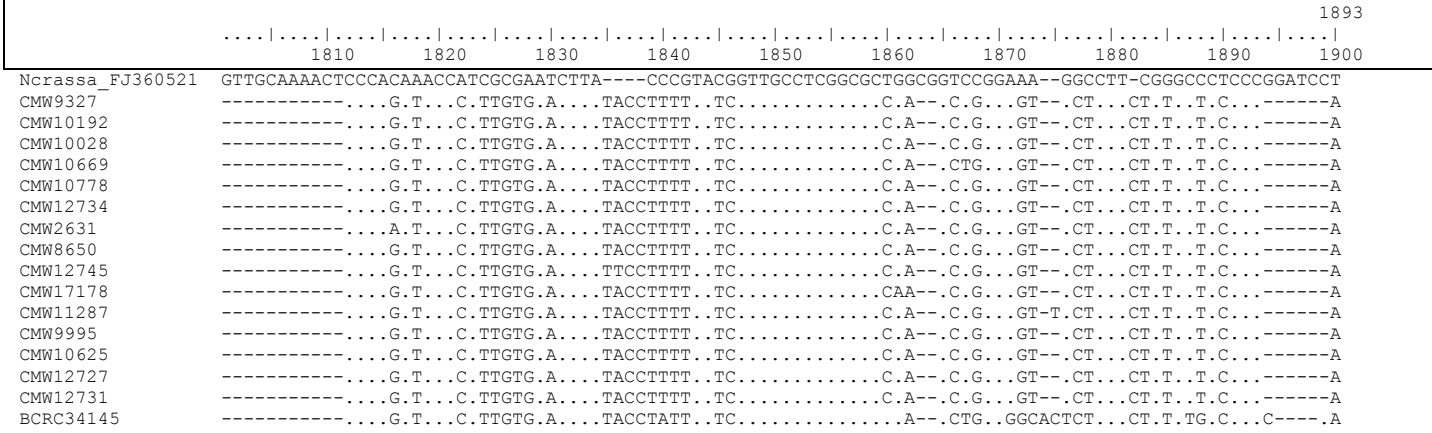 1893
....|....|....|....|....|....|....|....|....|....|....|....|....|....|....|....|....|....|....|....|
1810 1820 1830 1840 1850 1860 1870 1880 1890 1900
Ncrassa_FJ360521 GTTGCAAAACTCCCACAAACCATCGCGAATCTTA----CCCGTACGGTTGCCTCGGCGCTGGCGGTCCGGAAA--GGCCTT-CGGGCCCTCCCGGATCCT
CMW9327 -----------....G.T...C.TTGTG.A....TACCTTTT..TC.............C.A--.C.G...GT--.CT...CT.T..T.C...------A
CMW10192 -----------....G.T...C.TTGTG.A....TACCTTTT..TC.............C.A--.C.G...GT--.CT...CT.T..T.C...------A
CMW10028 -----------....G.T...C.TTGTG.A....TACCTTTT..TC.............C.A--.C.G...GT--.CT...CT.T..T.C...------A
CMW10669 -----------....G.T...C.TTGTG.A....TACCTTTT..TC.............C.A--.CTG...GT--.CT...CT.T..T.C...------A
CMW10778 -----------....G.T...C.TTGTG.A....TACCTTTT..TC.............C.A--.C.G...GT--.CT...CT.T..T.C...------A
CMW12734 -----------....G.T...C.TTGTG.A....TACCTTTT..TC.............C.A--.C.G...GT--.CT...CT.T..T.C...------A
CMW2631 -----------....A.T...C.TTGTG.A....TACCTTTT..TC.............C.A--.C.G...GT--.CT...CT.T..T.C...------A
CMW8650 -----------....G.T...C.TTGTG.A....TACCTTTT..TC.............C.A--.C.G...GT--.CT...CT.T..T.C...------A
CMW12745 -----------....G.T...C.TTGTG.A....TTCCTTTT..TC.............C.A--.C.G...GT--.CT...CT.T..T.C...------A
CMW17178 -----------....G.T...C.TTGTG.A....TACCTTTT..TC.............CAA--.C.G...GT--.CT...CT.T..T.C...------A
CMW11287 -----------....G.T...C.TTGTG.A....TACCTTTT..TC.............C.A--.C.G...GT-T.CT...CT.T..T.C...------A
CMW9995 -----------....G.T...C.TTGTG.A....TACCTTTT..TC.............C.A--.C.G...GT--.CT...CT.T..T.C...------A
CMW10625 -----------....G.T...C.TTGTG.A....TACCTTTT..TC.............C.A--.C.G...GT--.CT...CT.T..T.C...------A
CMW12727 -----------....G.T...C.TTGTG.A....TACCTTTT..TC.............C.A--.C.G...GT--.CT...CT.T..T.C...------A
CMW12731 -----------....G.T...C.TTGTG.A....TACCTTTT..TC.............C.A--.C.G...GT--.CT...CT.T..T.C...------A
BCRC34145 -----------....G.T...C.TTGTG.A....TACCTATT..TC...............A--.CTG..GGCACTCT...CT.T..TG.C...C----.A